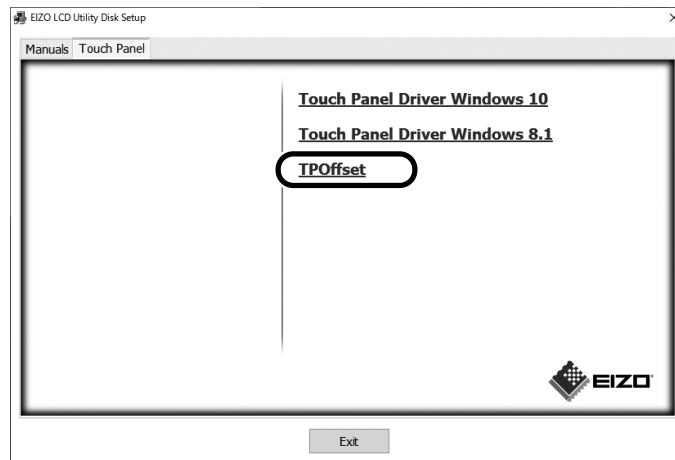 EIZO LCD Utility Disk Setup
Manuals Touch Panel
Touch Panel Driver Windows 10
Touch Panel Driver Windows 8.1
TPOffset
EIZO
Exit